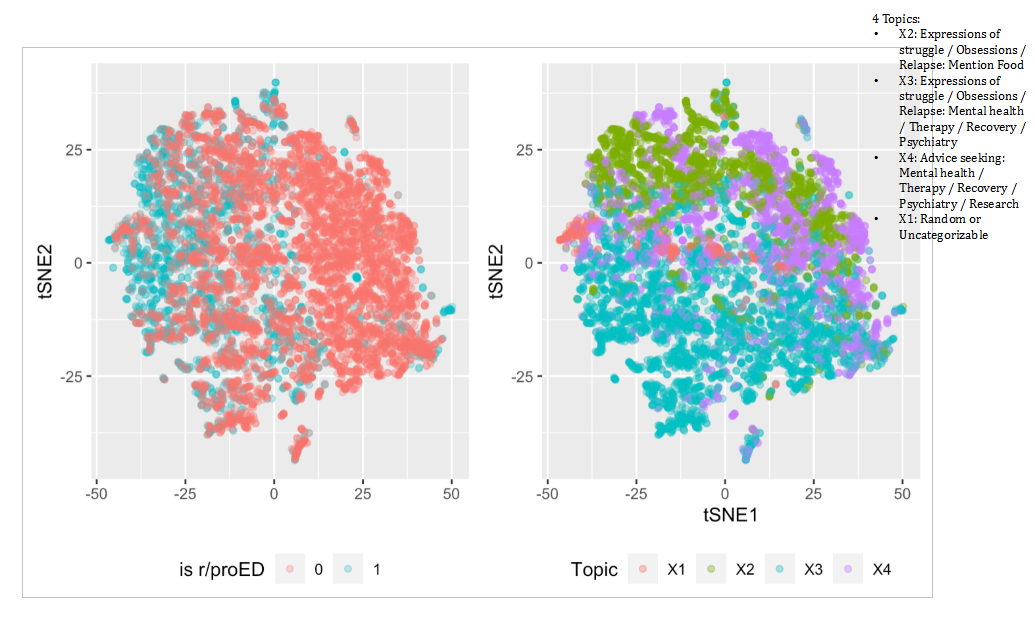 4 Topics:
• X2: Expressions of
struggle / Obsessions /
Relapse: Mention Food
• X3: Expressions of
struggle / Obsessions /
Relapse: Mental health
/ Therapy / Recovery /
Psychiatry
• X4: Advice seeking:
Mental health /
Therapy / Recovery /
Psychiatry / Research
• X1: Random or
Uncategorizable
tSNE2
25
0
-25
-50 -25 0 25 50
is r/proED 0 1
tSNE2
25
0
-25
-50 -25 0 25 50
tSNE1
Topic X1 X2 X3 X4